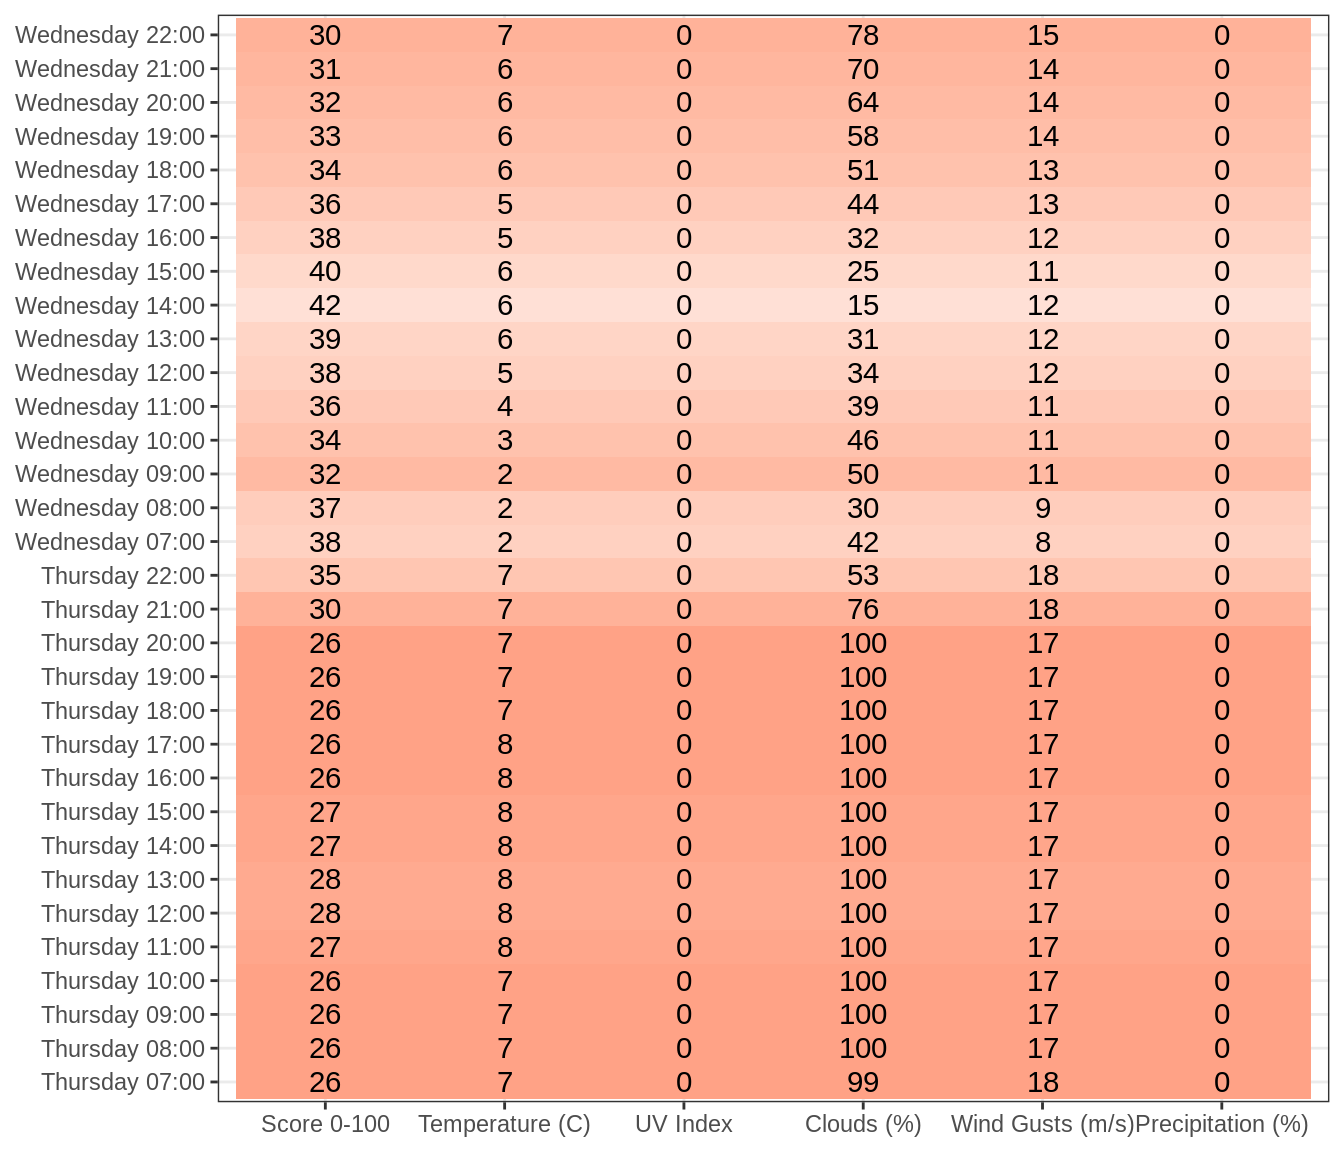 Wednesday 22:00 30 7 0 78 15 0
Wednesday 21:00 31 6 0 70 14 0
Wednesday 20:00 32 6 0 64 14 0
Wednesday 19:00 33 6 0 58 14 0
Wednesday 18:00 34 6 0 51 13 0
Wednesday 17:00 36 5 0 44 13 0
Wednesday 16:00 38 5 0 32 12 0
Wednesday 15:00 40 6 0 25 11 0
Wednesday 14:00 42 6 0 15 12 0
Wednesday 13:00 39 6 0 31 12 0
Wednesday 12:00 38 5 0 34 12 0
Wednesday 11:00 36 4 0 39 11 0
Wednesday 10:00 34 3 0 46 11 0
Wednesday 09:00 32 2 0 50 11 0
Wednesday 08:00 37 2 0 30 9 0
Wednesday 07:00 38 2 0 42 8 0
Thursday 22:00 35 7 0 53 18 0
Thursday 21:00 30 7 0 76 18 0
Thursday 20:00 26 7 0 100 17 0
Thursday 19:00 26 7 0 100 17 0
Thursday 18:00 26 7 0 100 17 0
Thursday 17:00 26 8 0 100 17 0
Thursday 16:00 26 8 0 100 17 0
Thursday 15:00 27 8 0 100 17 0
Thursday 14:00 27 8 0 100 17 0
Thursday 13:00 28 8 0 100 17 0
Thursday 12:00 28 8 0 100 17 0
Thursday 11:00 27 8 0 100 17 0
Thursday 10:00 26 7 0 100 17 0
Thursday 09:00 26 7 0 100 17 0
Thursday 08:00 26 7 0 100 17 0
Thursday 07:00 26 7 0 99 18 0
Score 0-100 Temperature (C) UV Index Clouds (%) Wind Gusts (m/s) Precipitation (%)